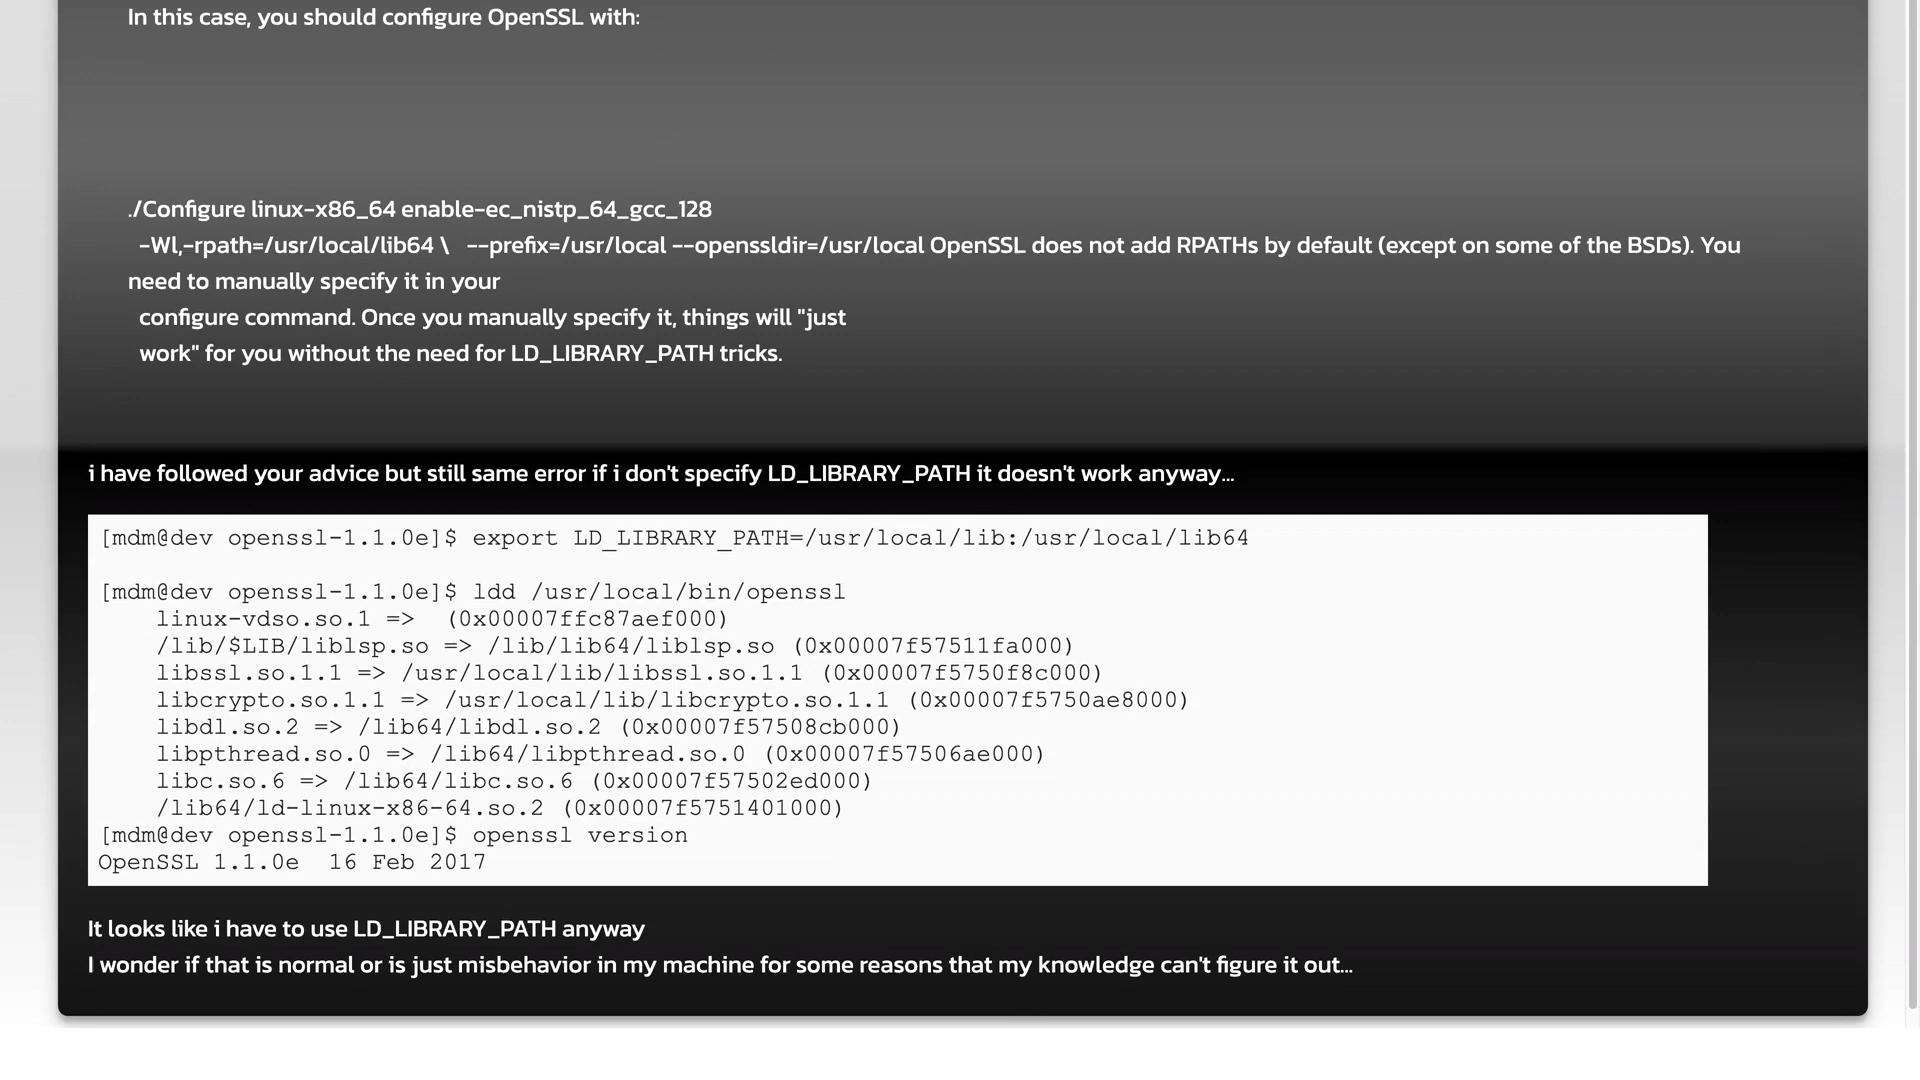 In this case, you should configure OpenSSL with:
./Configure linux-x86_64 enable-ec_nistp_64_gcc_128
-Wl,-rpath=/usr/local/lib64 \   --prefix=/usr/local --openssldir=/usr/local OpenSSL does not add RPATHs by default (except on some of the BSDs). You
need to manually specify it in your
configure command. Once you manually specify it, things will "just
work" for you without the need for LD_LIBRARY_PATH tricks.
i have followed your advice but still same error if i don't specify LD_LIBRARY_PATH it doesn't work anyway...
[mdm@dev openssl-1.1.0e]$ export LD_LIBRARY_PATH=/usr/local/lib:/usr/local/lib64
[mdm@dev openssl-1.1.0e]$ ldd /usr/local/bin/openssl
    linux-vdso.so.1 =>  (0x00007ffc87aef000)
    /lib/$LIB/liblsp.so => /lib/lib64/liblsp.so (0x00007f57511fa000)
    libssl.so.1.1 => /usr/local/lib/libssl.so.1.1 (0x00007f5750f8c000)
    libcrypto.so.1.1 => /usr/local/lib/libcrypto.so.1.1 (0x00007f5750ae8000)
    libdl.so.2 => /lib64/libdl.so.2 (0x00007f57508cb000)
    libpthread.so.0 => /lib64/libpthread.so.0 (0x00007f57506ae000)
    libc.so.6 => /lib64/libc.so.6 (0x00007f57502ed000)
    /lib64/ld-linux-x86-64.so.2 (0x00007f5751401000)
[mdm@dev openssl-1.1.0e]$ openssl version
OpenSSL 1.1.0e  16 Feb 2017
It looks like i have to use LD_LIBRARY_PATH anyway
I wonder if that is normal or is just misbehavior in my machine for some reasons that my knowledge can't figure it out...